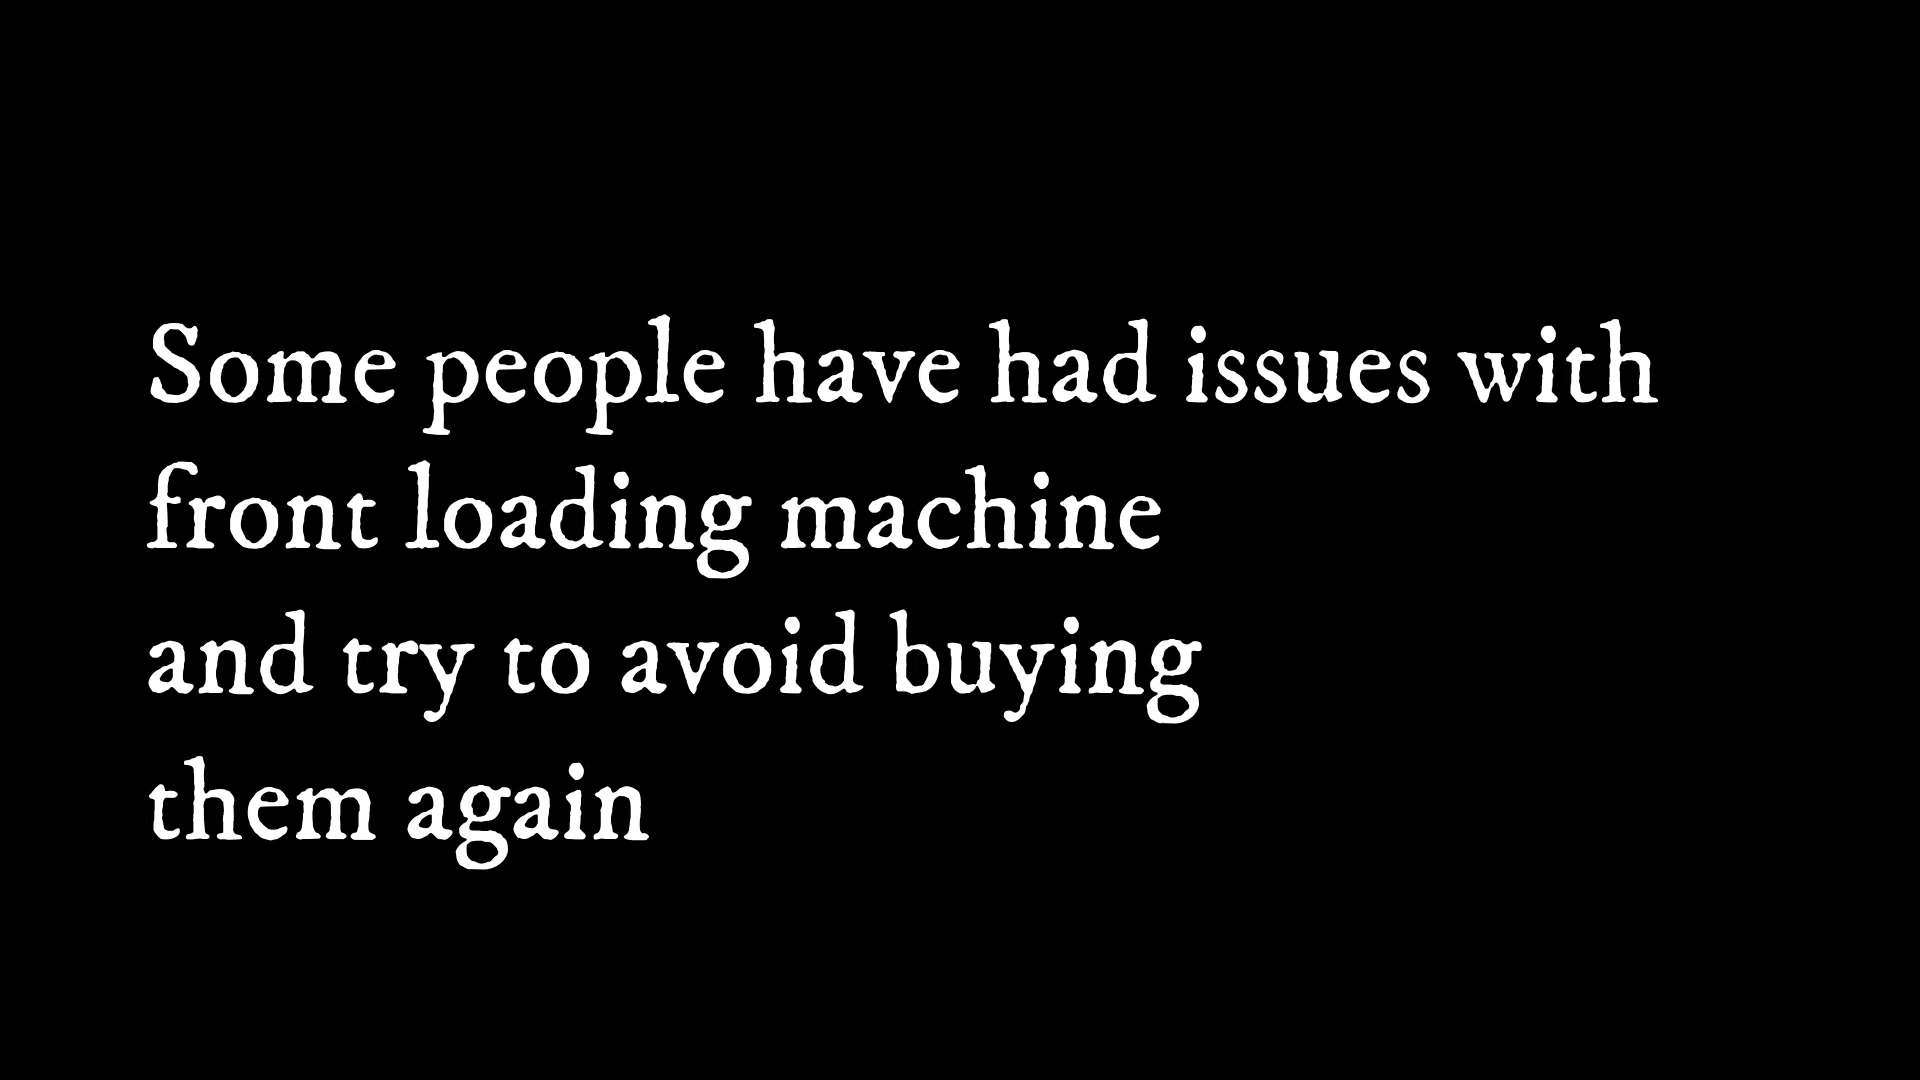 Some people have had issues with
front loading machine
and try to avoid buying
them again